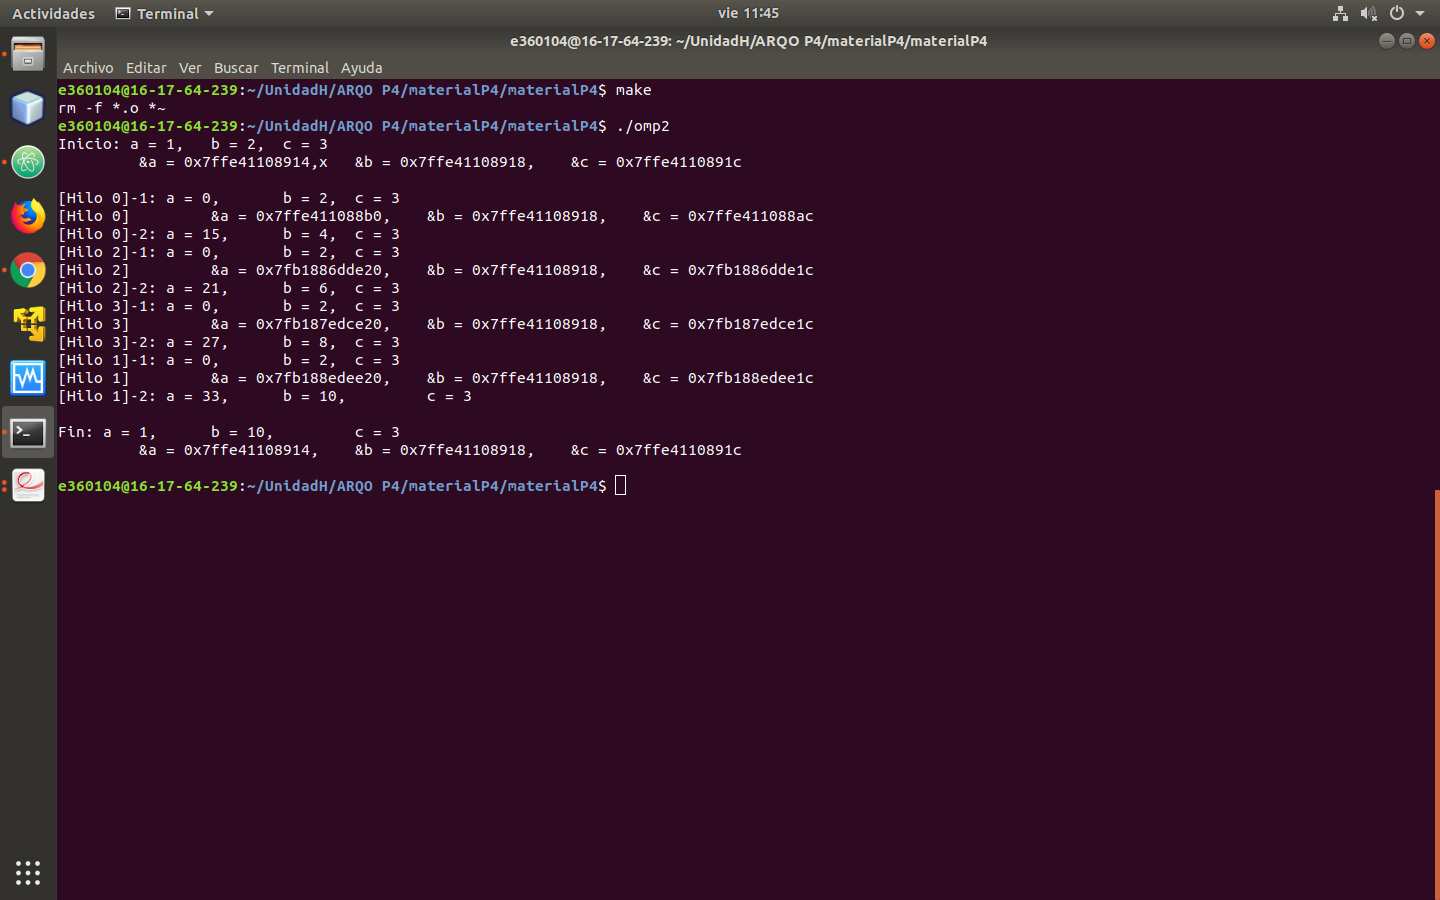 Actividades Terminal vie 11:45
e360104@16-17-64-239: ~/UnidadH/ARQO P4/materialP4/materialP4
Archivo Editar Ver Buscar Terminal Ayuda
e360104@16-17-64-239:~/UnidadH/ARQO P4/materialP4/materialP4$ make
rm -f *.o *~
e360104@16-17-64-239:~/UnidadH/ARQO P4/materialP4/materialP4$ ./omp2
Inicio: a = 1,   b = 2,  c = 3
         &a = 0x7ffe41108914,x   &b = 0x7ffe41108918,    &c = 0x7ffe4110891c
[Hilo 0]-1: a = 0,       b = 2,  c = 3
[Hilo 0]         &a = 0x7ffe411088b0,    &b = 0x7ffe41108918,    &c = 0x7ffe411088ac
[Hilo 0]-2: a = 15,      b = 4,  c = 3
[Hilo 2]-1: a = 0,       b = 2,  c = 3
[Hilo 2]         &a = 0x7fb1886dde20,    &b = 0x7ffe41108918,    &c = 0x7fb1886dde1c
[Hilo 2]-2: a = 21,      b = 6,  c = 3
[Hilo 3]-1: a = 0,       b = 2,  c = 3
[Hilo 3]         &a = 0x7fb187edce20,    &b = 0x7ffe41108918,    &c = 0x7fb187edce1c
[Hilo 3]-2: a = 27,      b = 8,  c = 3
[Hilo 1]-1: a = 0,       b = 2,  c = 3
[Hilo 1]         &a = 0x7fb188edee20,    &b = 0x7ffe41108918,    &c = 0x7fb188edee1c
[Hilo 1]-2: a = 33,      b = 10,         c = 3
Fin: a = 1,      b = 10,         c = 3
         &a = 0x7ffe41108914,    &b = 0x7ffe41108918,    &c = 0x7ffe4110891c
e360104@16-17-64-239:~/UnidadH/ARQO P4/materialP4/materialP4$